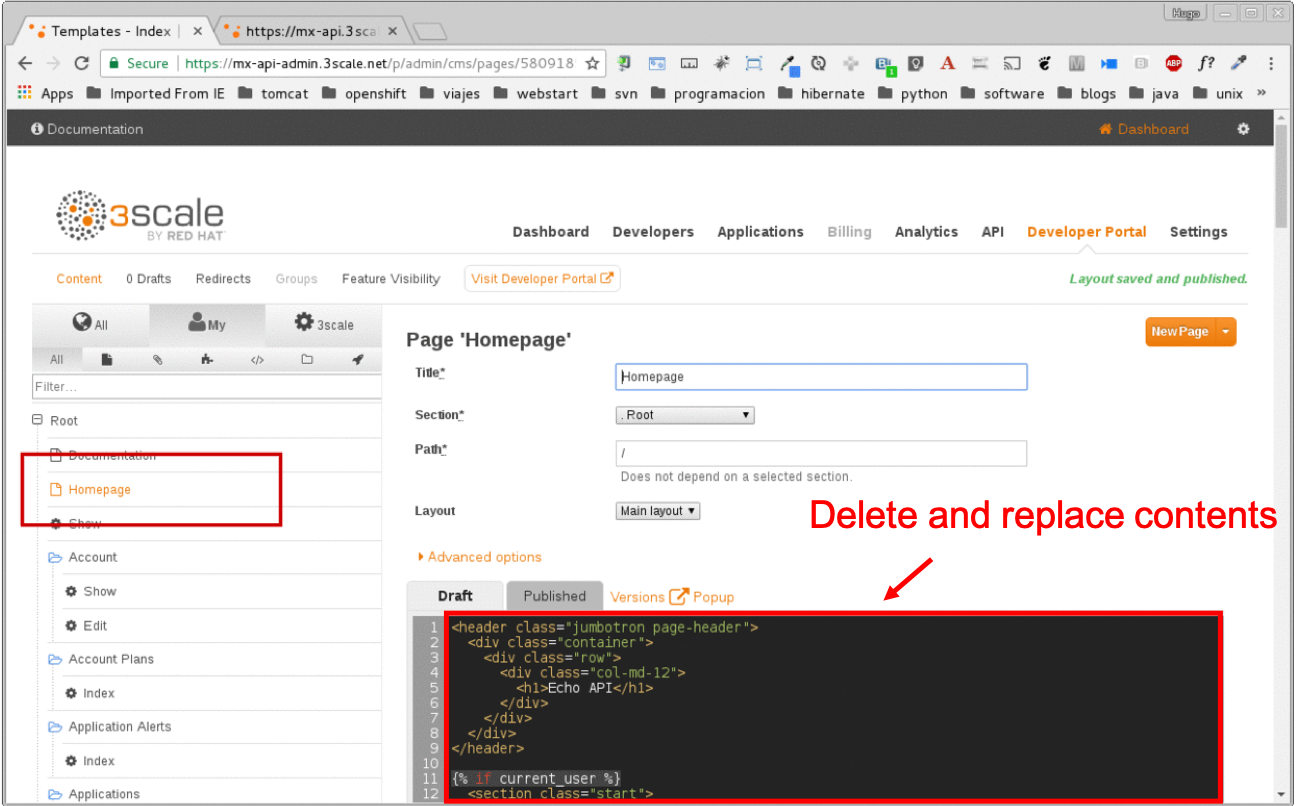 Hugo
Templates - Index
https://mx-api.3sca
Secure https://mx-api-admin.3scale.net/p/admin/cms/pages/580918
ABP f?
Apps Imported From IE tomcat openshift viajes webstart svn programacion hibernate python software blogs java unix »
Documentation Dashboard
3scale
BY RED HAT
Dashboard Developers Applications Billing Analytics API Developer Portal Settings
Content 0 Drafts Redirects Groups Feature Visibility Visit Developer Portal Layout saved and published.
All My 3scale
All
Filter...
Root
Documentation
Homepage
Show
Account
Show
Edit
Account Plans
Index
Application Alerts
Index
Applications
Page 'Homepage' New Page
Title* Homepage
Section* . Root
Path* /
Does not depend on a selected section.
Layout Main layout
Delete and replace contents
Advanced options
Draft Published Versions Popup
1 <header class="jumbotron page-header">
2 <div class="container">
3 <div class="row">
4 <div class="col-md-12">
5 <h1>Echo API</h1>
6 </div>
7 </div>
8 </div>
9 </header>
10
11 {% if current_user %}
12 <section class="start">